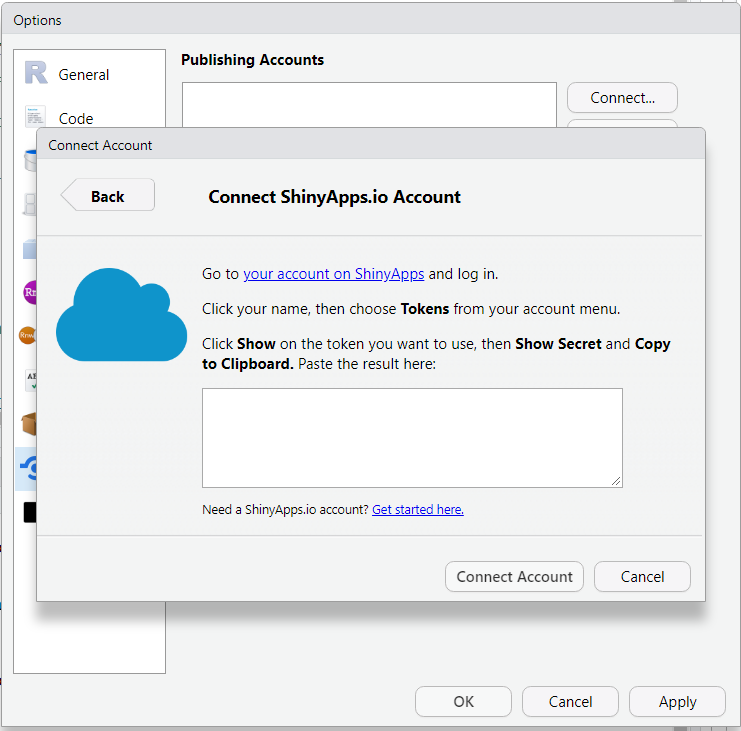 Options
General
Code
Publishing Accounts
Connect...
Connect Account
Back
Connect ShinyApps.io Account
Go to your account on ShinyApps and log in.
Click your name, then choose Tokens from your account menu.
Click Show on the token you want to use, then Show Secret and Copy
to Clipboard. Paste the result here:
Need a ShinyApps.io account? Get started here.
Connect Account
Cancel
OK
Cancel
Apply